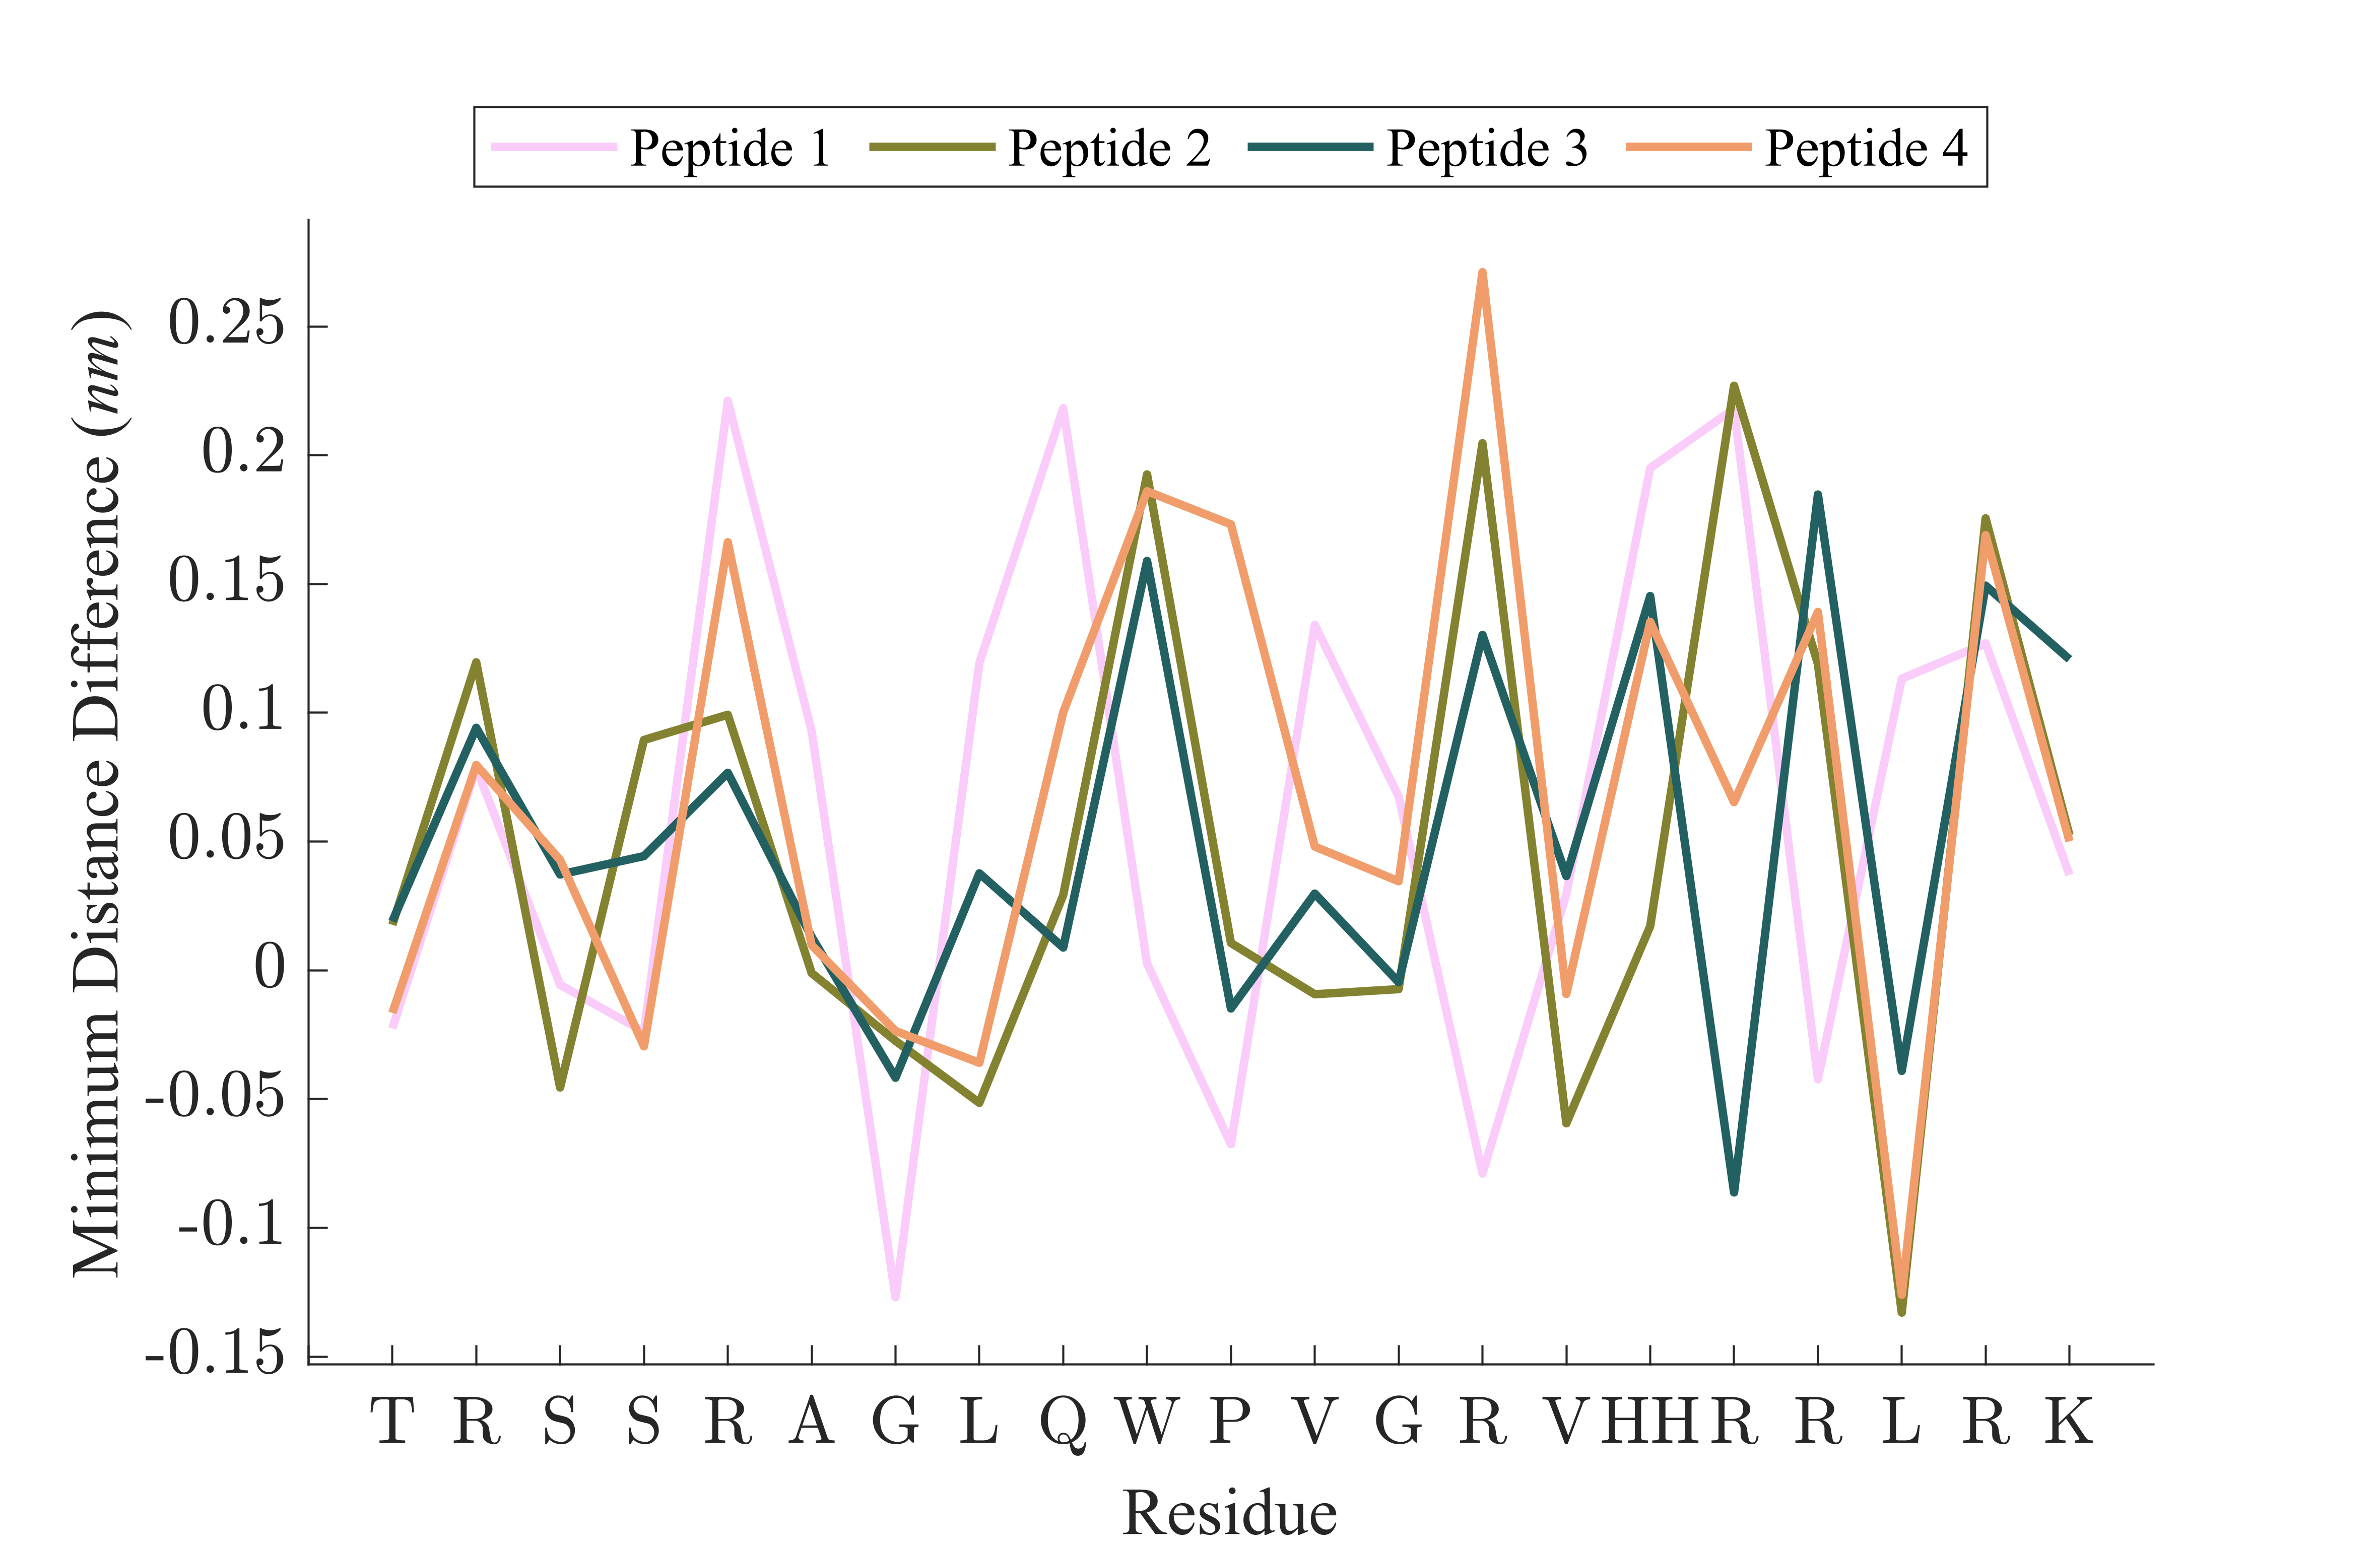 Peptide 1 Peptide 2 Peptide 3 Peptide 4
Minimum Distance Difference (nm)
0.25
0.2
0.15
0.1
0.05
0
-0.05
-0.1
-0.15
T R S S R A G L Q W P V G R V HH R R L R K
Residue